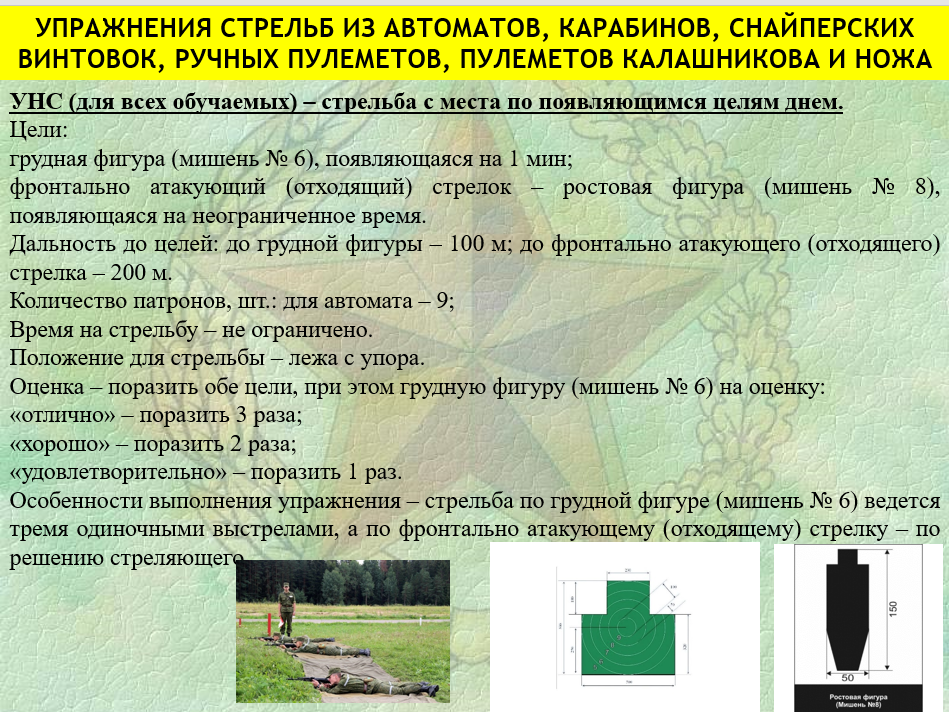 УПРАЖНЕНИЯ СТРЕЛЬБ ИЗ АВТОМАТОВ, КАРАБИНОВ, СНАЙПЕРСКИХ
ВИНТОВОК, РУЧНЫХ ПУЛЕМЕТОВ, ПУЛЕМЕТОВ КАЛАШНИКОВА И НОЖА
УНС (для всех обучаемых) – стрельба с места по появляющимся целям днем.
Цели:
грудная фигура (мишень № 6), появляющаяся на 1 мин;
фронтально атакующий (отходящий) стрелок – ростовая фигура (мишень № 8),
появляющаяся на неограниченное время.
Дальность до целей: до грудной фигуры – 100 м; до фронтально атакующего (отходящего)
стрелка – 200 м.
Количество патронов, шт.: для автомата – 9;
Время на стрельбу – не ограничено.
Положение для стрельбы – лежа с упора.
Оценка – поразить обе цели, при этом грудную фигуру (мишень № 6) на оценку:
«отлично» – поразить 3 раза;
«хорошо» – поразить 2 раза;
«удовлетворительно» – поразить 1 раз.
Особенности выполнения упражнения – стрельба по грудной фигуре (мишень № 6) ведется
тремя одиночными выстрелами, а по фронтально атакующему (отходящему) стрелку – по
решению стреляющего
150
50
Ростовая фигура
(Мишень №8)